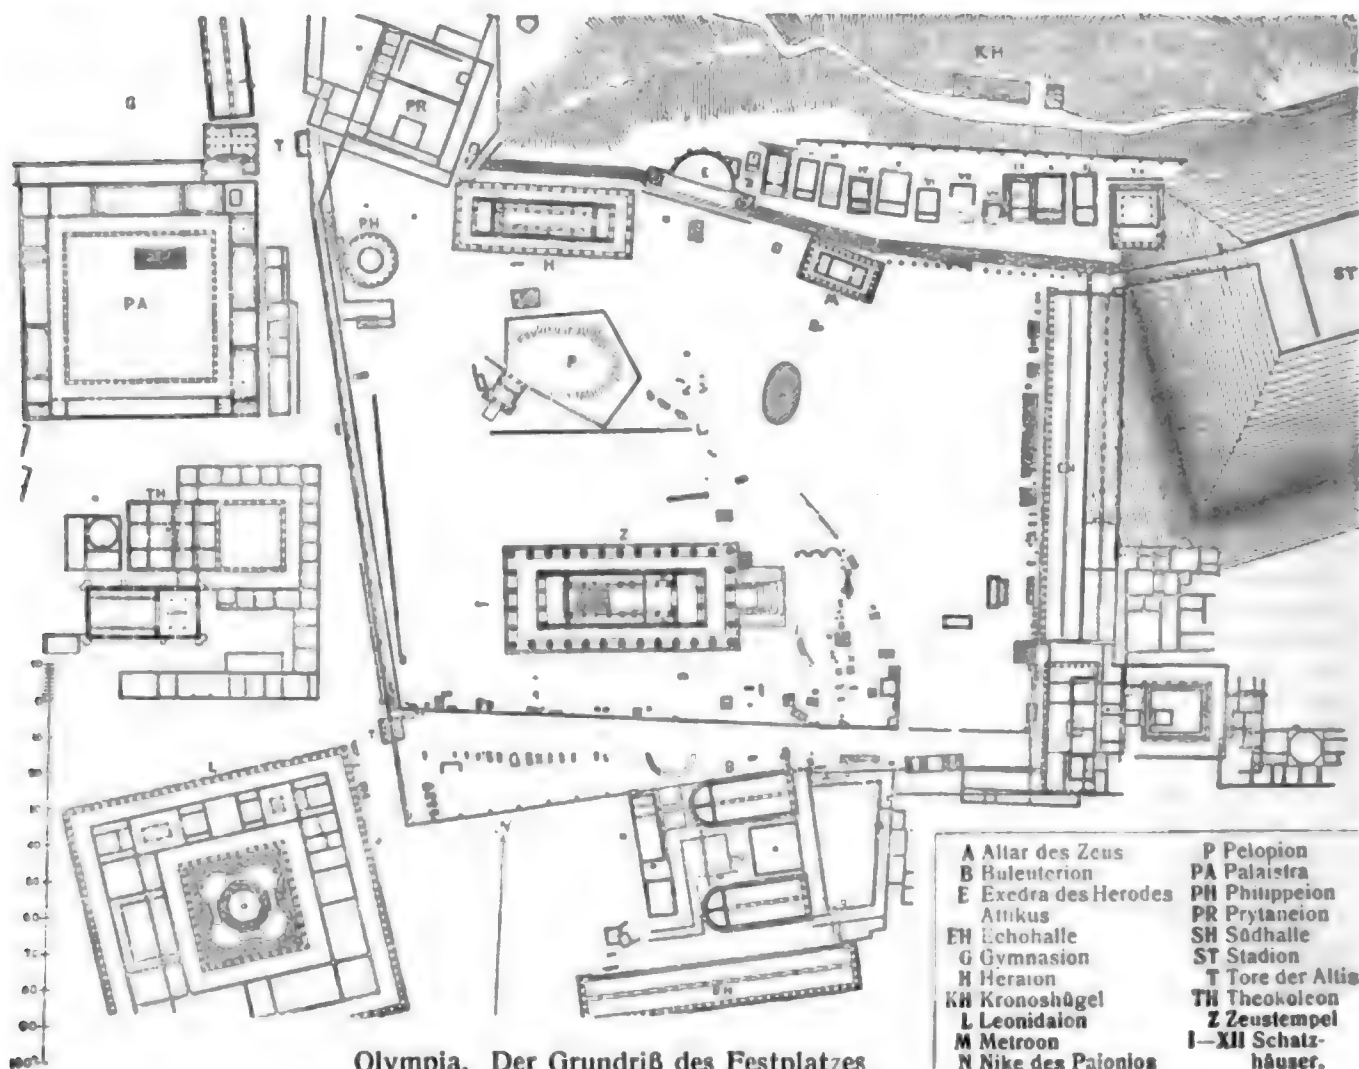 KH
G
PR
T
E
ST
PH
H
PA
M
P
EH
TH
Z
T
L
B
A Altar des Zeus
B Buleuterion
E Exedra des Herodes
Attikus
EH Echohalle
G Gymnasion
H Heraion
KH Kronoshügel
L Leonidaion
M Metroon
N Nike des Paionios
P Pelopion
PA Palaistra
PH Philippeion
PR Prytaneion
SH Südhalle
ST Stadion
T Tore der Altis
TH Theokoleon
Z Zeustempel
I—XII Schatz-
häuser.
Olympia. Der Grundriß des Festplatzes